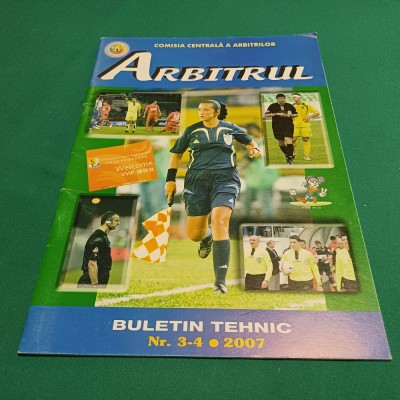 COMISIA CENTRALĂ A ARBITRILOR
ARBITRUL
Welcome
BULETIN TEHNIC
Nr. 3-4 ● 2007